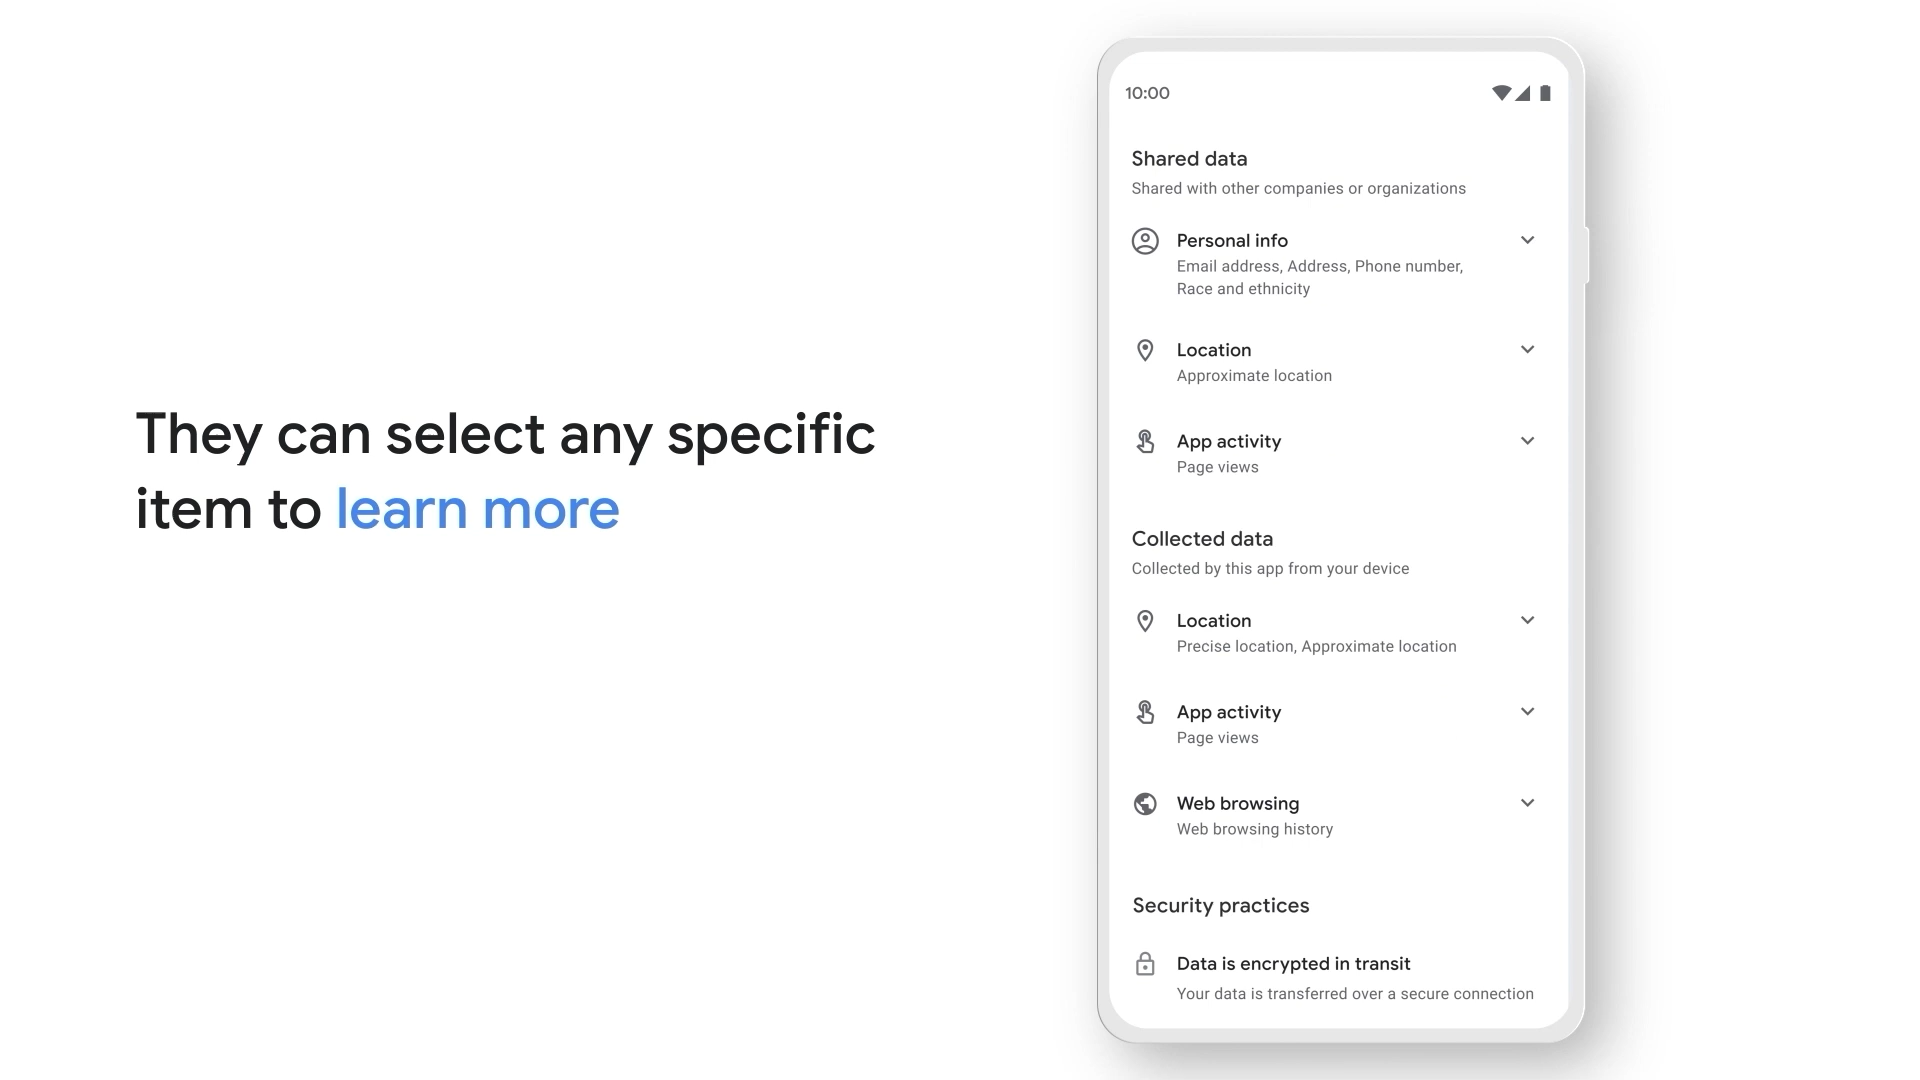 They can select any specific
item to learn more
10:00
Shared data
Shared with other companies or organizations
Personal info
Email address, Address, Phone number,
Race and ethnicity
Location
Approximate location
App activity
Page views
Collected data
Collected by this app from your device
Location
Precise location, Approximate location
App activity
Page views
Web browsing
Web browsing history
Security practices
Data is encrypted in transit
Your data is transferred over a secure connection